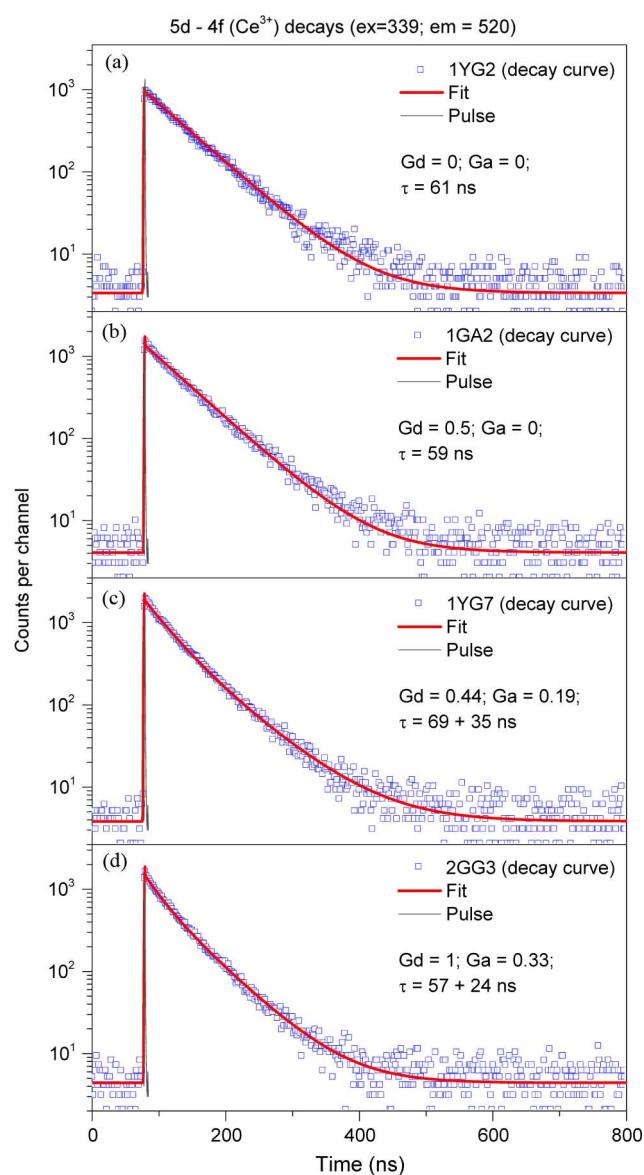 5d - 4f (Ce³⁺) decays (ex=339; em = 520)
(a)
1YG2 (decay curve)
Fit
Pulse
Gd = 0; Ga = 0;
τ = 61 ns
10³
10²
10¹
(b)
1GA2 (decay curve)
Fit
Pulse
Gd = 0.5; Ga = 0;
τ = 59 ns
10³
10²
10¹
Counts per channel
(c)
1YG7 (decay curve)
Fit
Pulse
Gd = 0.44; Ga = 0.19;
τ = 69 + 35 ns
10³
10²
10¹
(d)
2GG3 (decay curve)
Fit
Pulse
Gd = 1; Ga = 0.33;
τ = 57 + 24 ns
10³
10²
10¹
0 200 400 600 800
Time (ns)